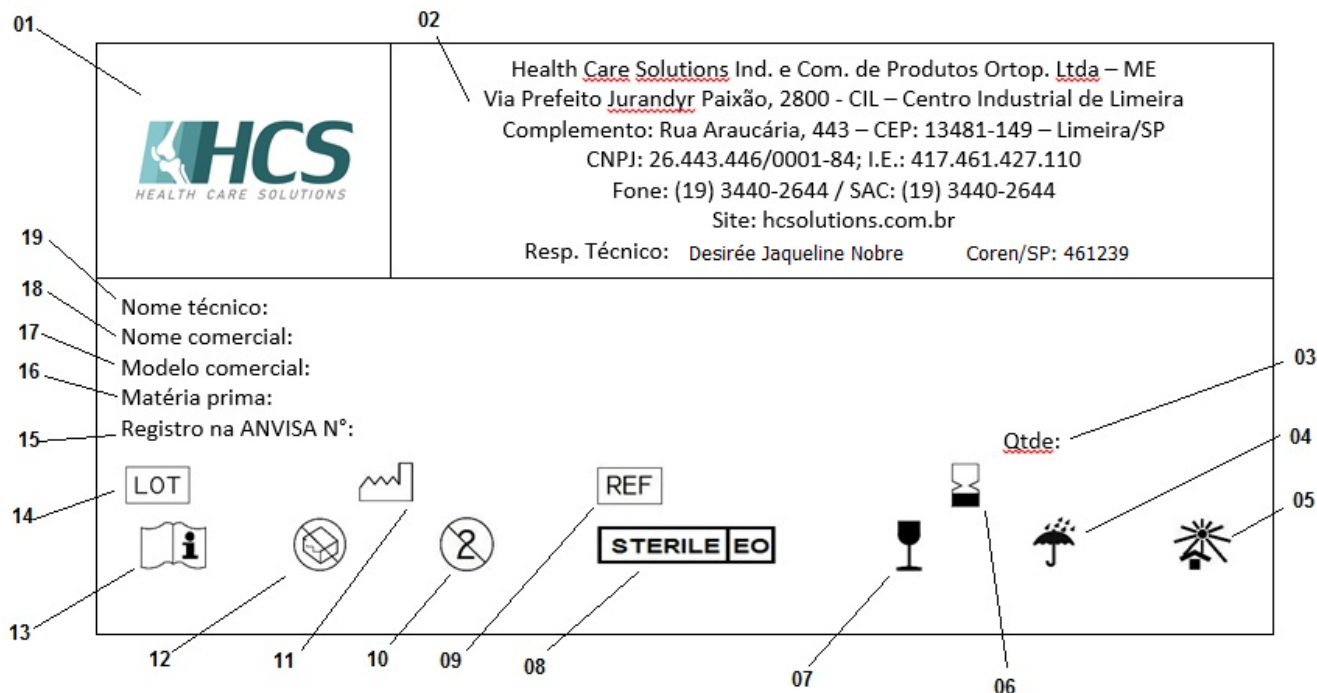 01
02
HCS
HEALTH CARE SOLUTIONS
Health Care Solutions Ind. e Com. de Produtos Ortop. Ltda – ME
Via Prefeito Jurandyr Paixão, 2800 - CIL – Centro Industrial de Limeira
Complemento: Rua Araucária, 443 – CEP: 13481-149 – Limeira/SP
CNPJ: 26.443.446/0001-84; I.E.: 417.461.427.110
Fone: (19) 3440-2644 / SAC: (19) 3440-2644
Site: hcsolutions.com.br
Resp. Técnico: Desirée Jaqueline Nobre Coren/SP: 461239
19
Nome técnico:
18
Nome comercial:
17
Modelo comercial:
16
Matéria prima:
03
15
Registro na ANVISA N°:
Qtde:
04
LOT
REF
05
14
2
STERILE EO
13
12
11
10
09
08
07
06